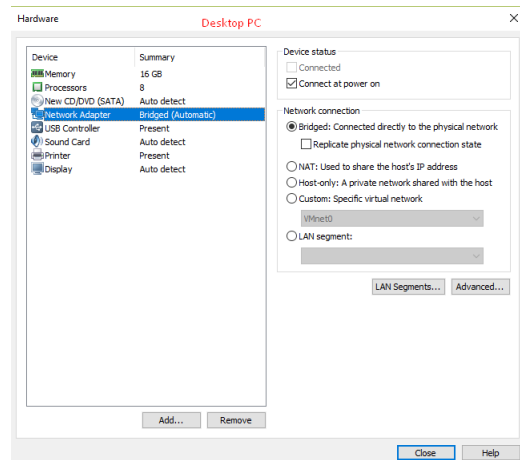 Hardware
Desktop PC
Device Summary
Memory 16 GB
Processors 8
New CD/DVD (SATA) Auto detect
Network Adapter Bridged (Automatic)
USB Controller Present
Sound Card Auto detect
Printer Present
Display Auto detect
Add... Remove
Device status
Connected
Connect at power on
Network connection
Bridged: Connected directly to the physical network
Replicate physical network connection state
NAT: Used to share the host's IP address
Host-only: A private network shared with the host
Custom: Specific virtual network
VMnet0
LAN segment:
LAN Segments... Advanced...
Close Help